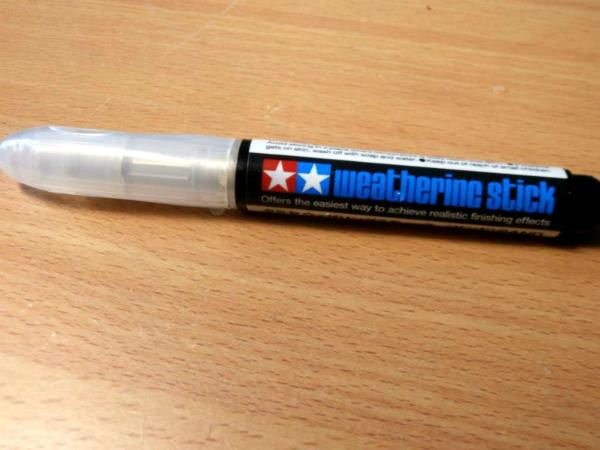 gets on skin, wash off with soap and water. ●Keep out of reach of small children.
weathering stick
Offers the easiest way to achieve realistic finishing effects